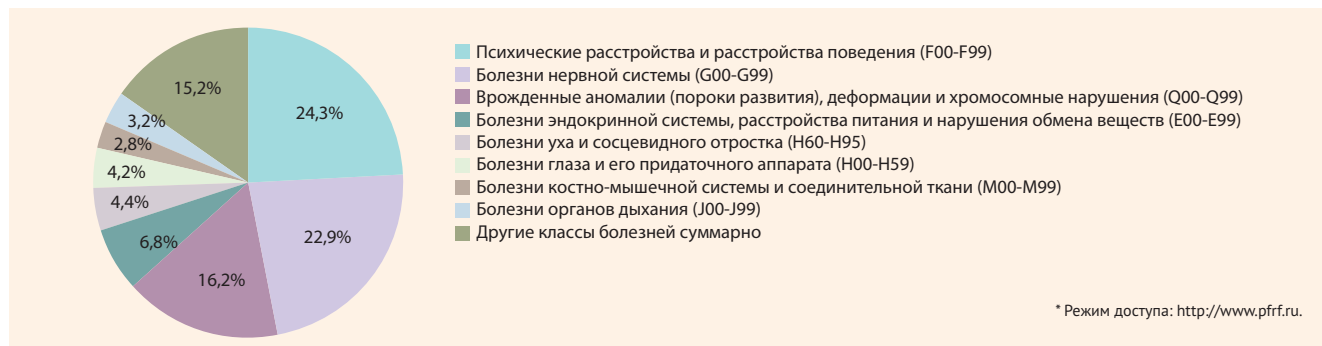 24,3%
22,9%
16,2%
6,8%
4,4%
4,2%
2,8%
3,2%
15,2%
Психические расстройства и расстройства поведения (F00-F99)
Болезни нервной системы (G00-G99)
Врожденные аномалии (пороки развития), деформации и хромосомные нарушения (Q00-Q99)
Болезни эндокринной системы, расстройства питания и нарушения обмена веществ (E00-E99)
Болезни уха и сосцевидного отростка (H60-H95)
Болезни глаза и его придаточного аппарата (H00-H59)
Болезни костно-мышечной системы и соединительной ткани (M00-M99)
Болезни органов дыхания (J00-J99)
Другие классы болезней суммарно
* Режим доступа: http://www.pfrf.ru.